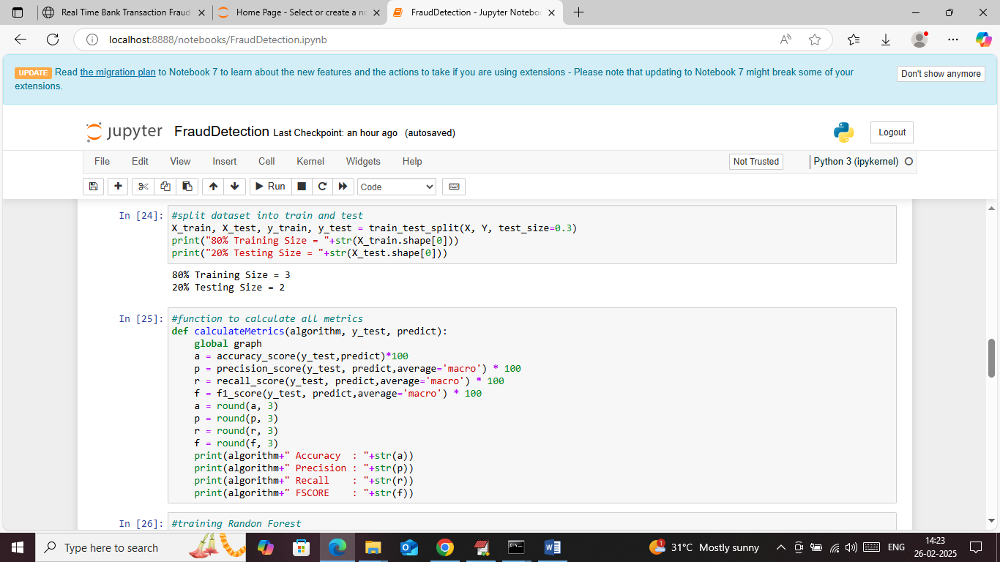 Real Time Bank Transaction Fraud
Home Page - Select or create a no
FraudDetection - Jupyter Noteboo
localhost:8888/notebooks/FraudDetection.ipynb
UPDATE Read the migration plan to Notebook 7 to learn about the new features and the actions to take if you are using extensions - Please note that updating to Notebook 7 might break some of your
extensions.
Don't show anymore
jupyter FraudDetection Last Checkpoint: an hour ago (autosaved)
Logout
File Edit View Insert Cell Kernel Widgets Help
Not Trusted
Python 3 (ipykernel)
Run
Code
In [24]: #split dataset into train and test
X_train, X_test, y_train, y_test = train_test_split(X, Y, test_size=0.3)
print("80% Training Size = "+str(X_train.shape[0]))
print("20% Testing Size = "+str(X_test.shape[0]))
80% Training Size = 3
20% Testing Size = 2
In [25]: #function to calculate all metrics
def calculateMetrics(algorithm, y_test, predict):
    global graph
    a = accuracy_score(y_test,predict)*100
    p = precision_score(y_test, predict,average='macro') * 100
    r = recall_score(y_test, predict,average='macro') * 100
    f = f1_score(y_test, predict,average='macro') * 100
    a = round(a, 3)
    p = round(p, 3)
    r = round(r, 3)
    f = round(f, 3)
    print(algorithm+" Accuracy  : "+str(a))
    print(algorithm+" Precision : "+str(p))
    print(algorithm+" Recall    : "+str(r))
    print(algorithm+" FSCORE    : "+str(f))
In [26]: #training Randon Forest
Type here to search
1
31°C Mostly sunny
ENG
14:23
26-02-2025